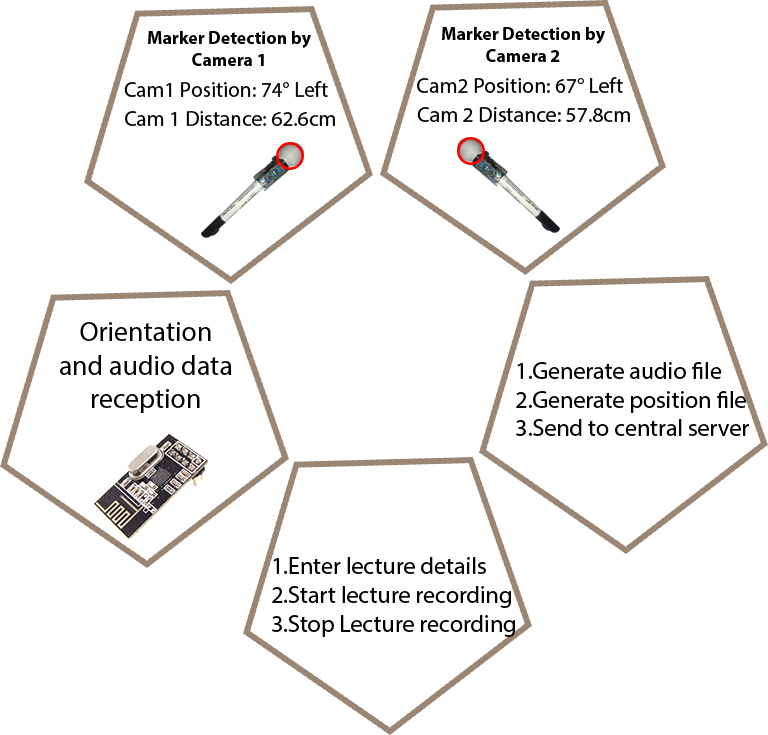 Marker Detection by
Camera 1
Cam1 Position: 74° Left
Cam 1 Distance: 62.6cm
Marker Detection by
Camera 2
Cam2 Position: 67° Left
Cam 2 Distance: 57.8cm
Orientation
and audio data
reception
1.Generate audio file
2.Generate position file
3.Send to central server
1.Enter lecture details
2.Start lecture recording
3.Stop Lecture recording